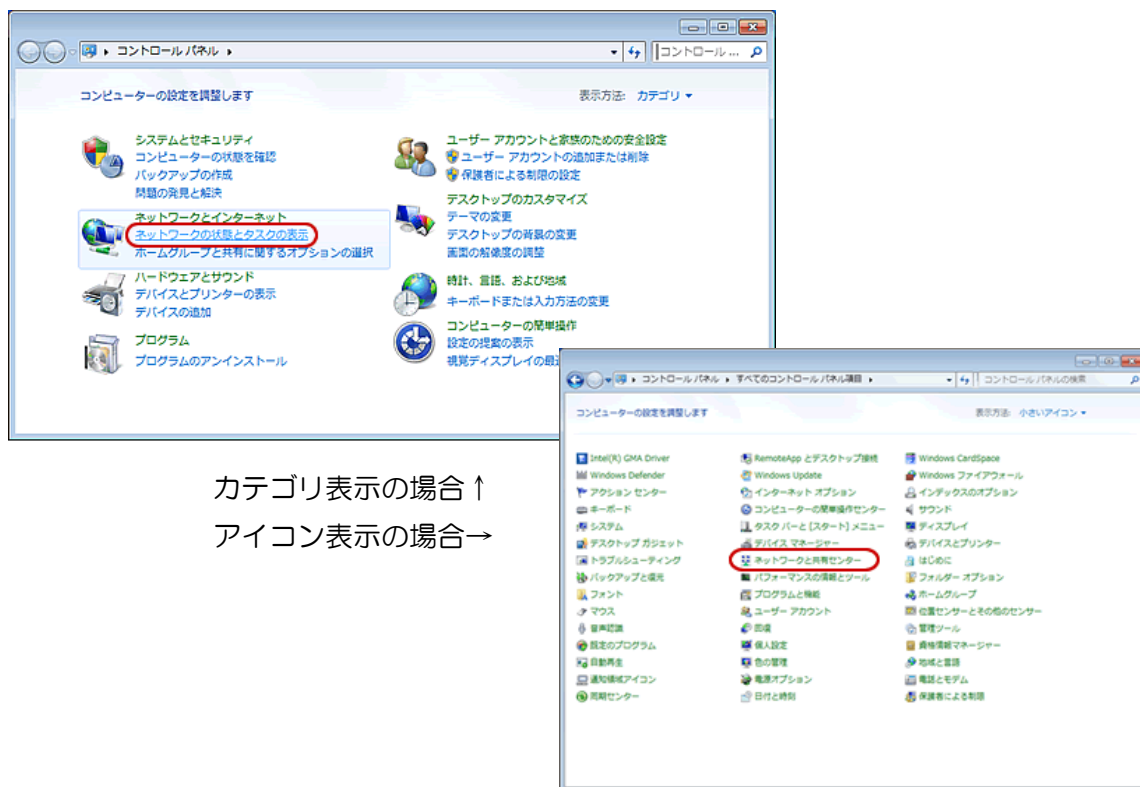 コントロール パネル
コントロール ...
コンピューターの設定を調整します
表示方法: カテゴリ
システムとセキュリティ
コンピューターの状態を確認
バックアップの作成
問題の発見と解決
ネットワークとインターネット
ネットワークの状態とタスクの表示
ホームグループと共有に関するオプションの選択
ハードウェアとサウンド
デバイスとプリンターの表示
デバイスの追加
プログラム
プログラムのアンインストール
ユーザー アカウントと家族のための安全設定
ユーザー アカウントの追加または削除
保護者による制限の設定
デスクトップのカスタマイズ
テーマの変更
デスクトップの背景の変更
画面の解像度の調整
時計、言語、および地域
キーボードまたは入力方法の変更
コンピューターの簡単操作
設定の提案の表示
視覚ディスプレイの最
カテゴリ表示の場合↑
アイコン表示の場合→
コントロール パネル すべてのコントロール パネル項目
コントロール パネルの検索
コンピューターの設定を調整します
表示方法: 小さいアイコン
Intel(R) GMA Driver
RemoteApp とデスクトップ接続
Windows CardSpace
Windows Defender
Windows Update
Windows ファイアウォール
アクション センター
インターネット オプション
インデックスのオプション
キーボード
コンピューターの簡単操作センター
サウンド
システム
タスク バーと [スタート] メニュー
ディスプレイ
デスクトップ ガジェット
デバイス マネージャー
デバイスとプリンター
トラブルシューティング
ネットワークと共有センター
はじめに
バックアップと復元
パフォーマンスの情報とツール
フォルダー オプション
フォント
プログラムと機能
ホームグループ
マウス
ユーザー アカウント
位置センサーとその他のセンサー
音声認識
回復
管理ツール
既定のプログラム
個人設定
資格情報マネージャー
自動再生
色の管理
地域と言語
通知領域アイコン
電源オプション
電話とモデム
同期センター
日付と時刻
保護者による制限